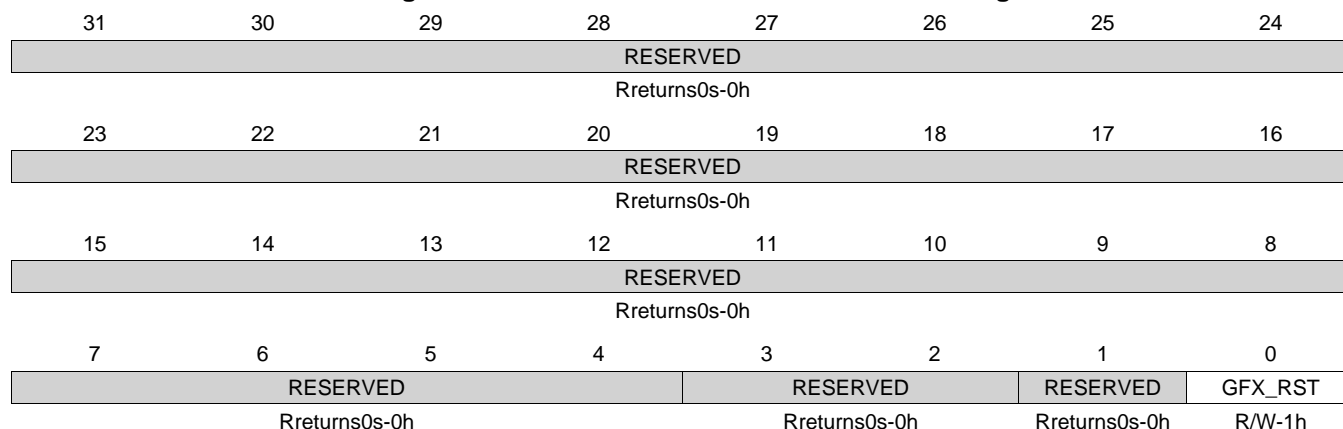 31 30 29 28 27 26 25 24
RESERVED
Rreturns0s-0h
23 22 21 20 19 18 17 16
RESERVED
Rreturns0s-0h
15 14 13 12 11 10 9 8
RESERVED
Rreturns0s-0h
7 6 5 4 3 2 1 0
RESERVED RESERVED RESERVED GFX_RST
Rreturns0s-0h Rreturns0s-0h Rreturns0s-0h R/W-1h